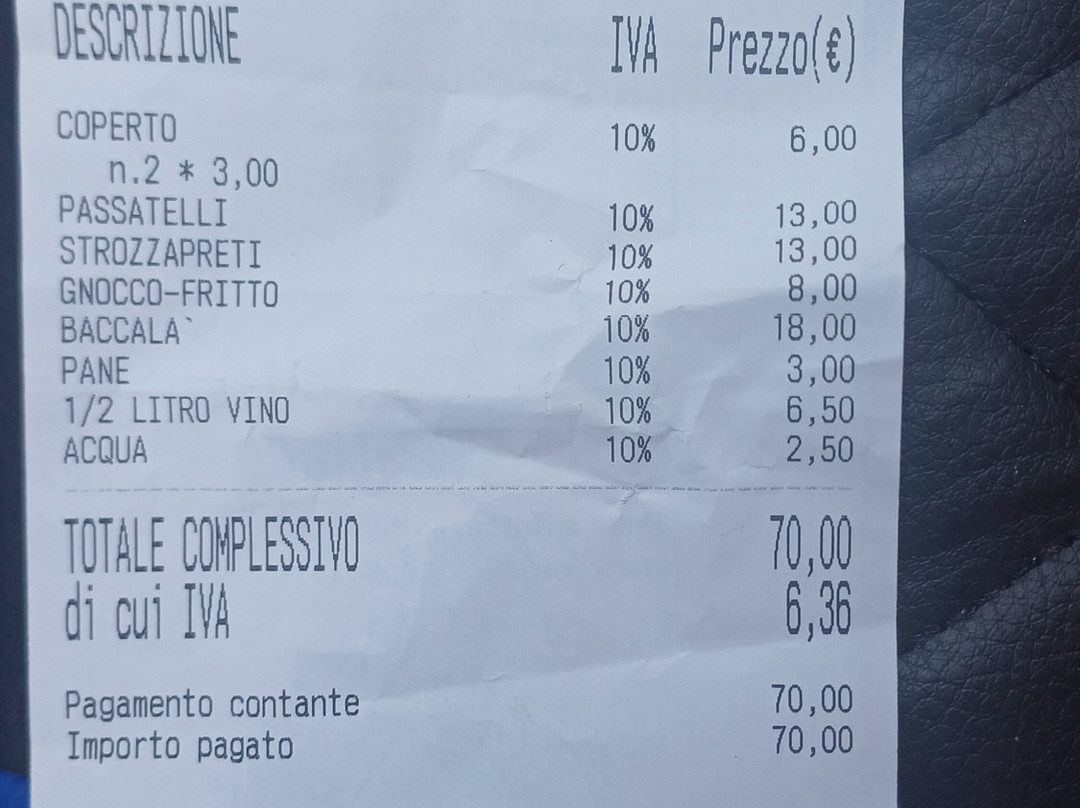 DESCRIZIONE IVA Prezzo(€)
COPERTO 10% 6,00
n.2 * 3,00
PASSATELLI 10% 13,00
STROZZAPRETI 10% 13,00
GNOCCO-FRITTO 10% 8,00
BACCALA` 10% 18,00
PANE 10% 3,00
1/2 LITRO VINO 10% 6,50
ACQUA 10% 2,50
TOTALE COMPLESSIVO 70,00
di cui IVA 6,36
Pagamento contante 70,00
Importo pagato 70,00